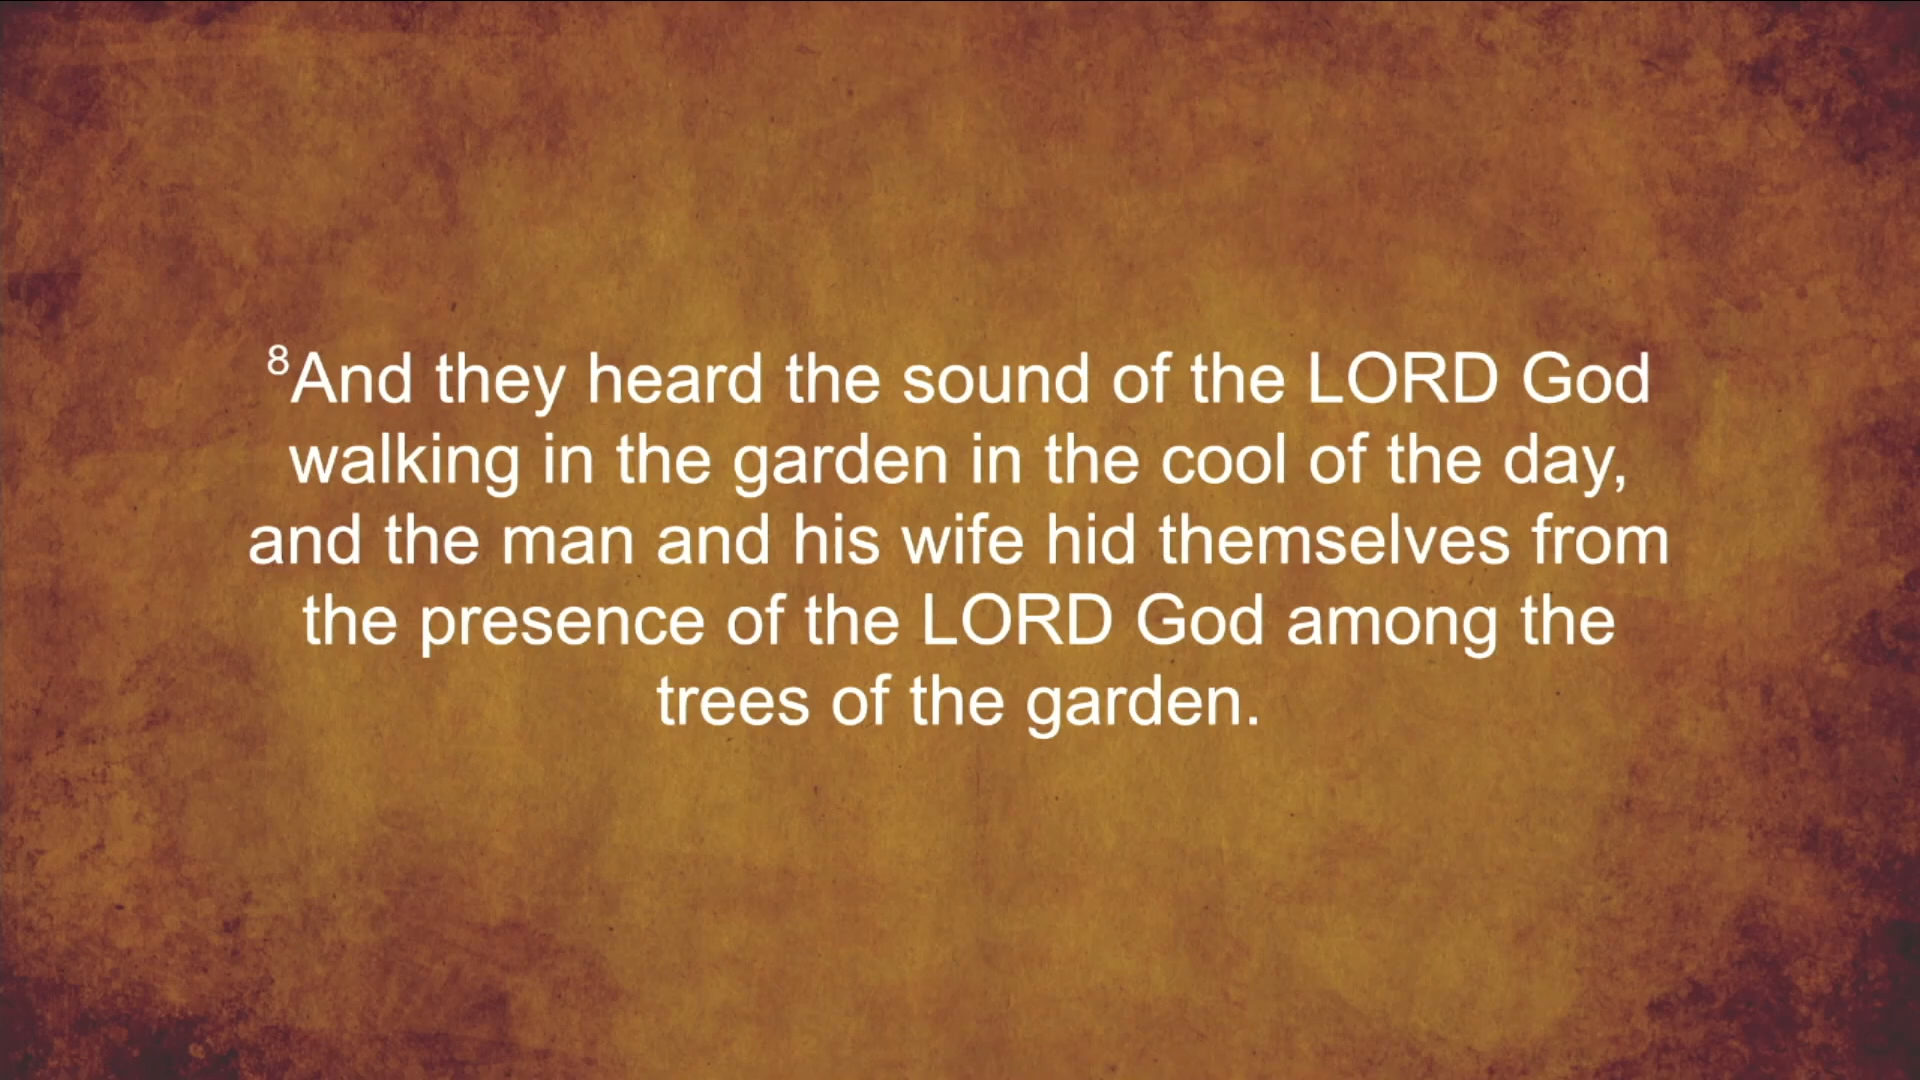 ⁸And they heard the sound of the LORD God
walking in the garden in the cool of the day,
and the man and his wife hid themselves from
the presence of the LORD God among the
trees of the garden.